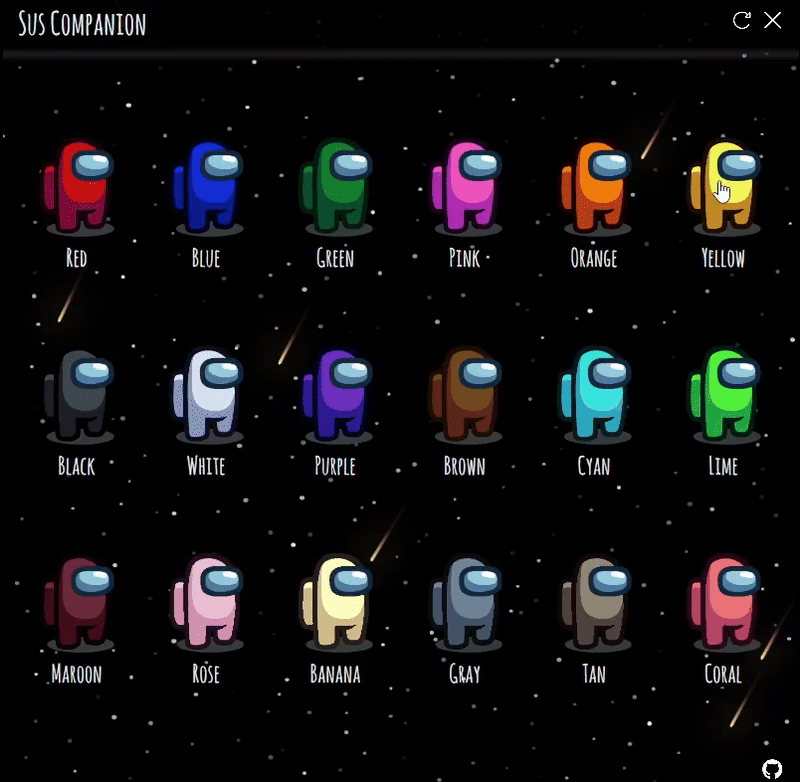 Sus Companion
Red Blue Green Pink Orange Yellow
Black White Purple Brown Cyan Lime
Maroon Rose Banana Gray Tan Coral